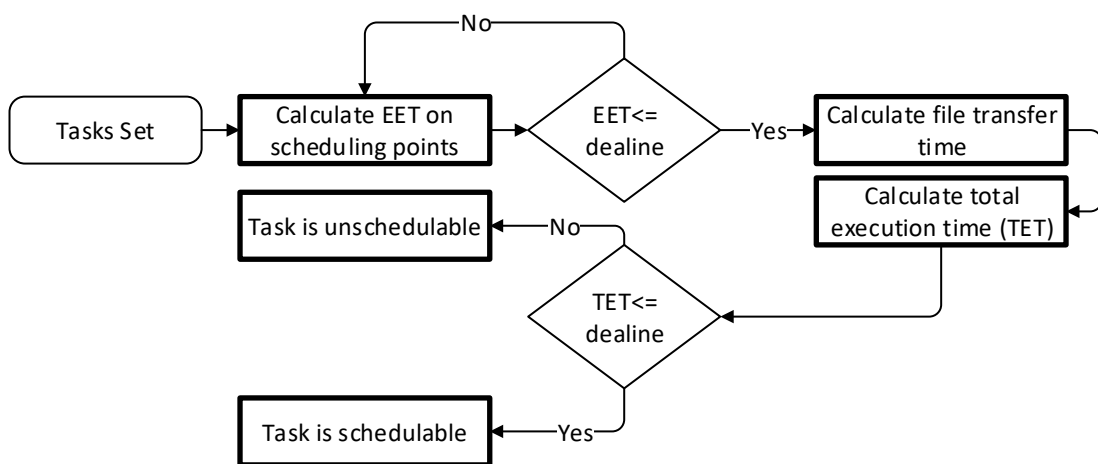 No
Tasks Set
Calculate EET on
scheduling points
EET<=
dealine
Yes
Calculate file transfer
time
Calculate total
execution time (TET)
Task is unschedulable
No
TET<=
dealine
Task is schedulable
Yes